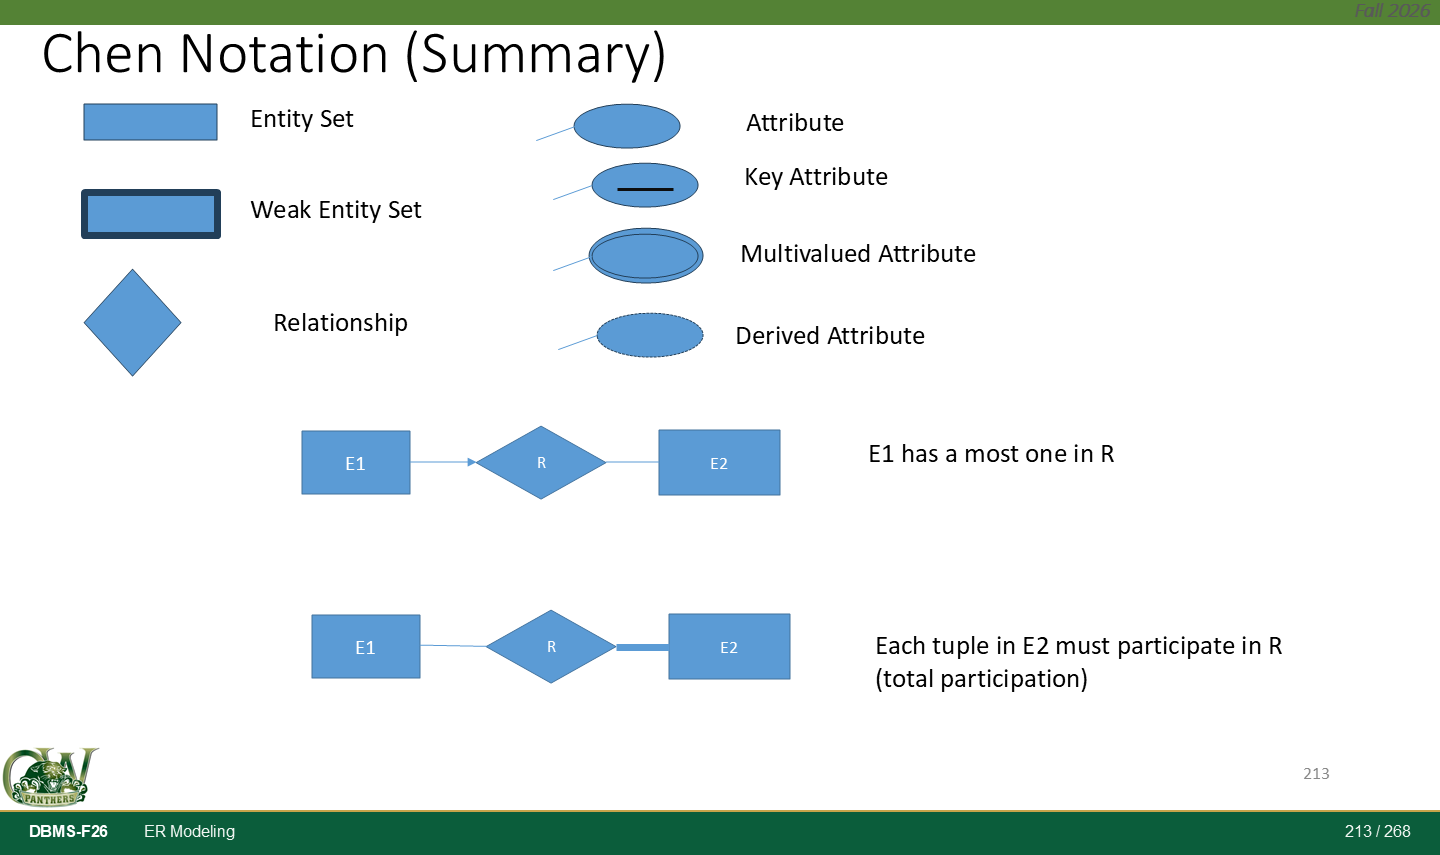 Fall 2026
Chen Notation (Summary)
Entity Set
Attribute
Key Attribute
Weak Entity Set
Multivalued Attribute
Relationship
Derived Attribute
E1
R
E2
E1 has a most one in R
E1
R
E2
Each tuple in E2 must participate in R
(total participation)
CW
PANTHERS
213
DBMS-F26
ER Modeling
213 / 268